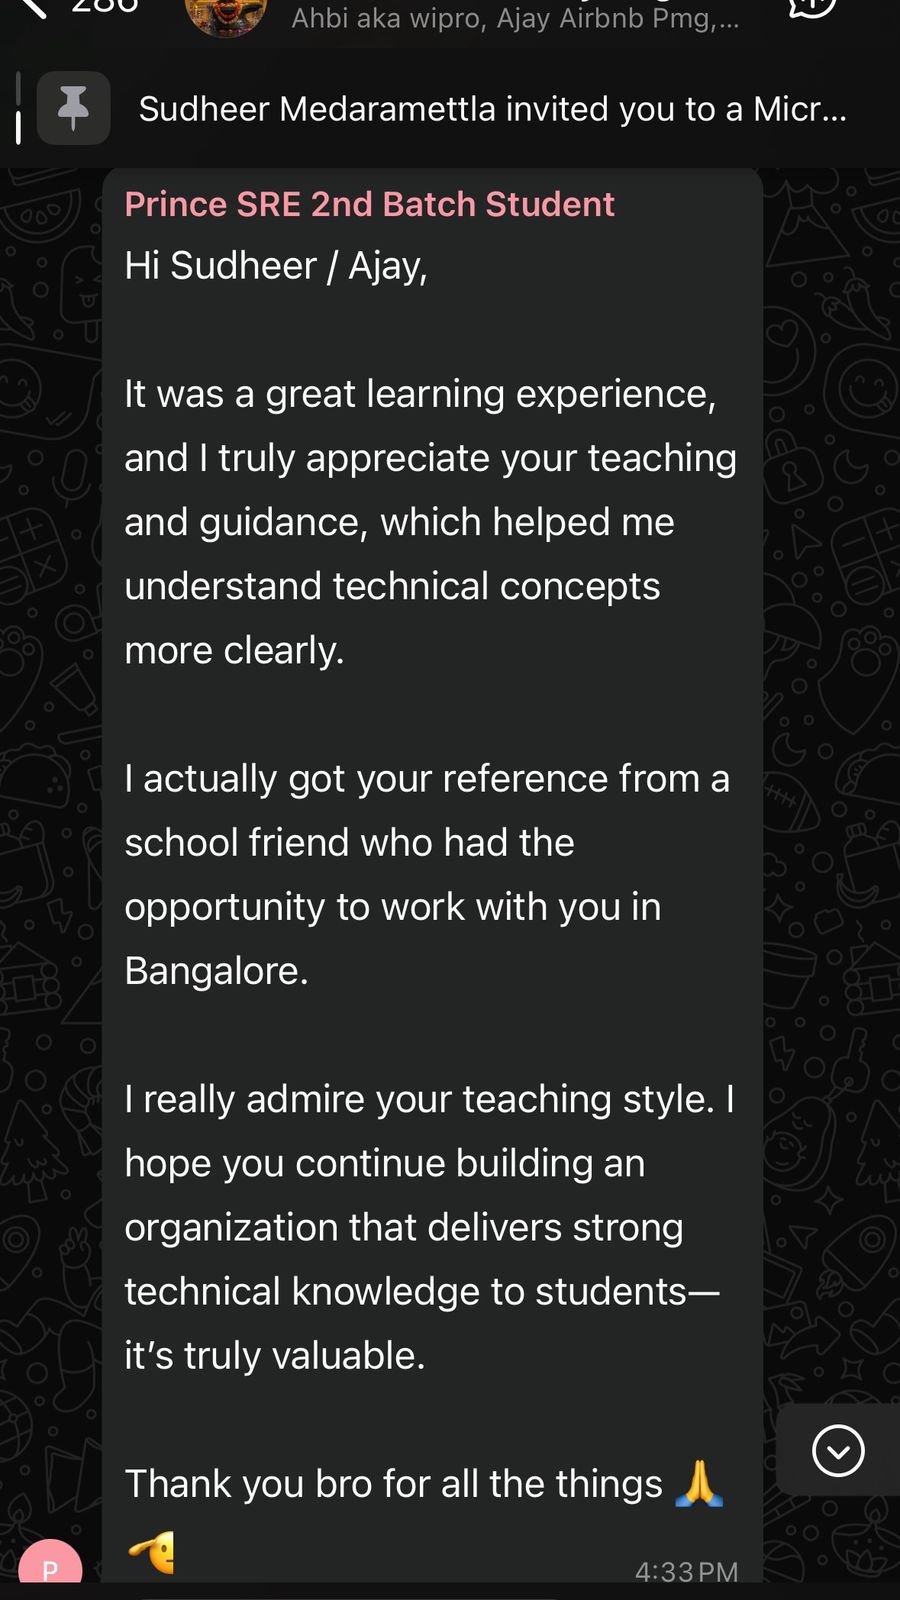 Ahbi aka wipro, Ajay Airbnb Pmg,...
Sudheer Medaramettla invited you to a Micr...
Prince SRE 2nd Batch Student
Hi Sudheer / Ajay,
It was a great learning experience,
and I truly appreciate your teaching
and guidance, which helped me
understand technical concepts
more clearly.
I actually got your reference from a
school friend who had the
opportunity to work with you in
Bangalore.
I really admire your teaching style. I
hope you continue building an
organization that delivers strong
technical knowledge to students—
it’s truly valuable.
Thank you bro for all the things 🙏
🫡
P
4:33 PM